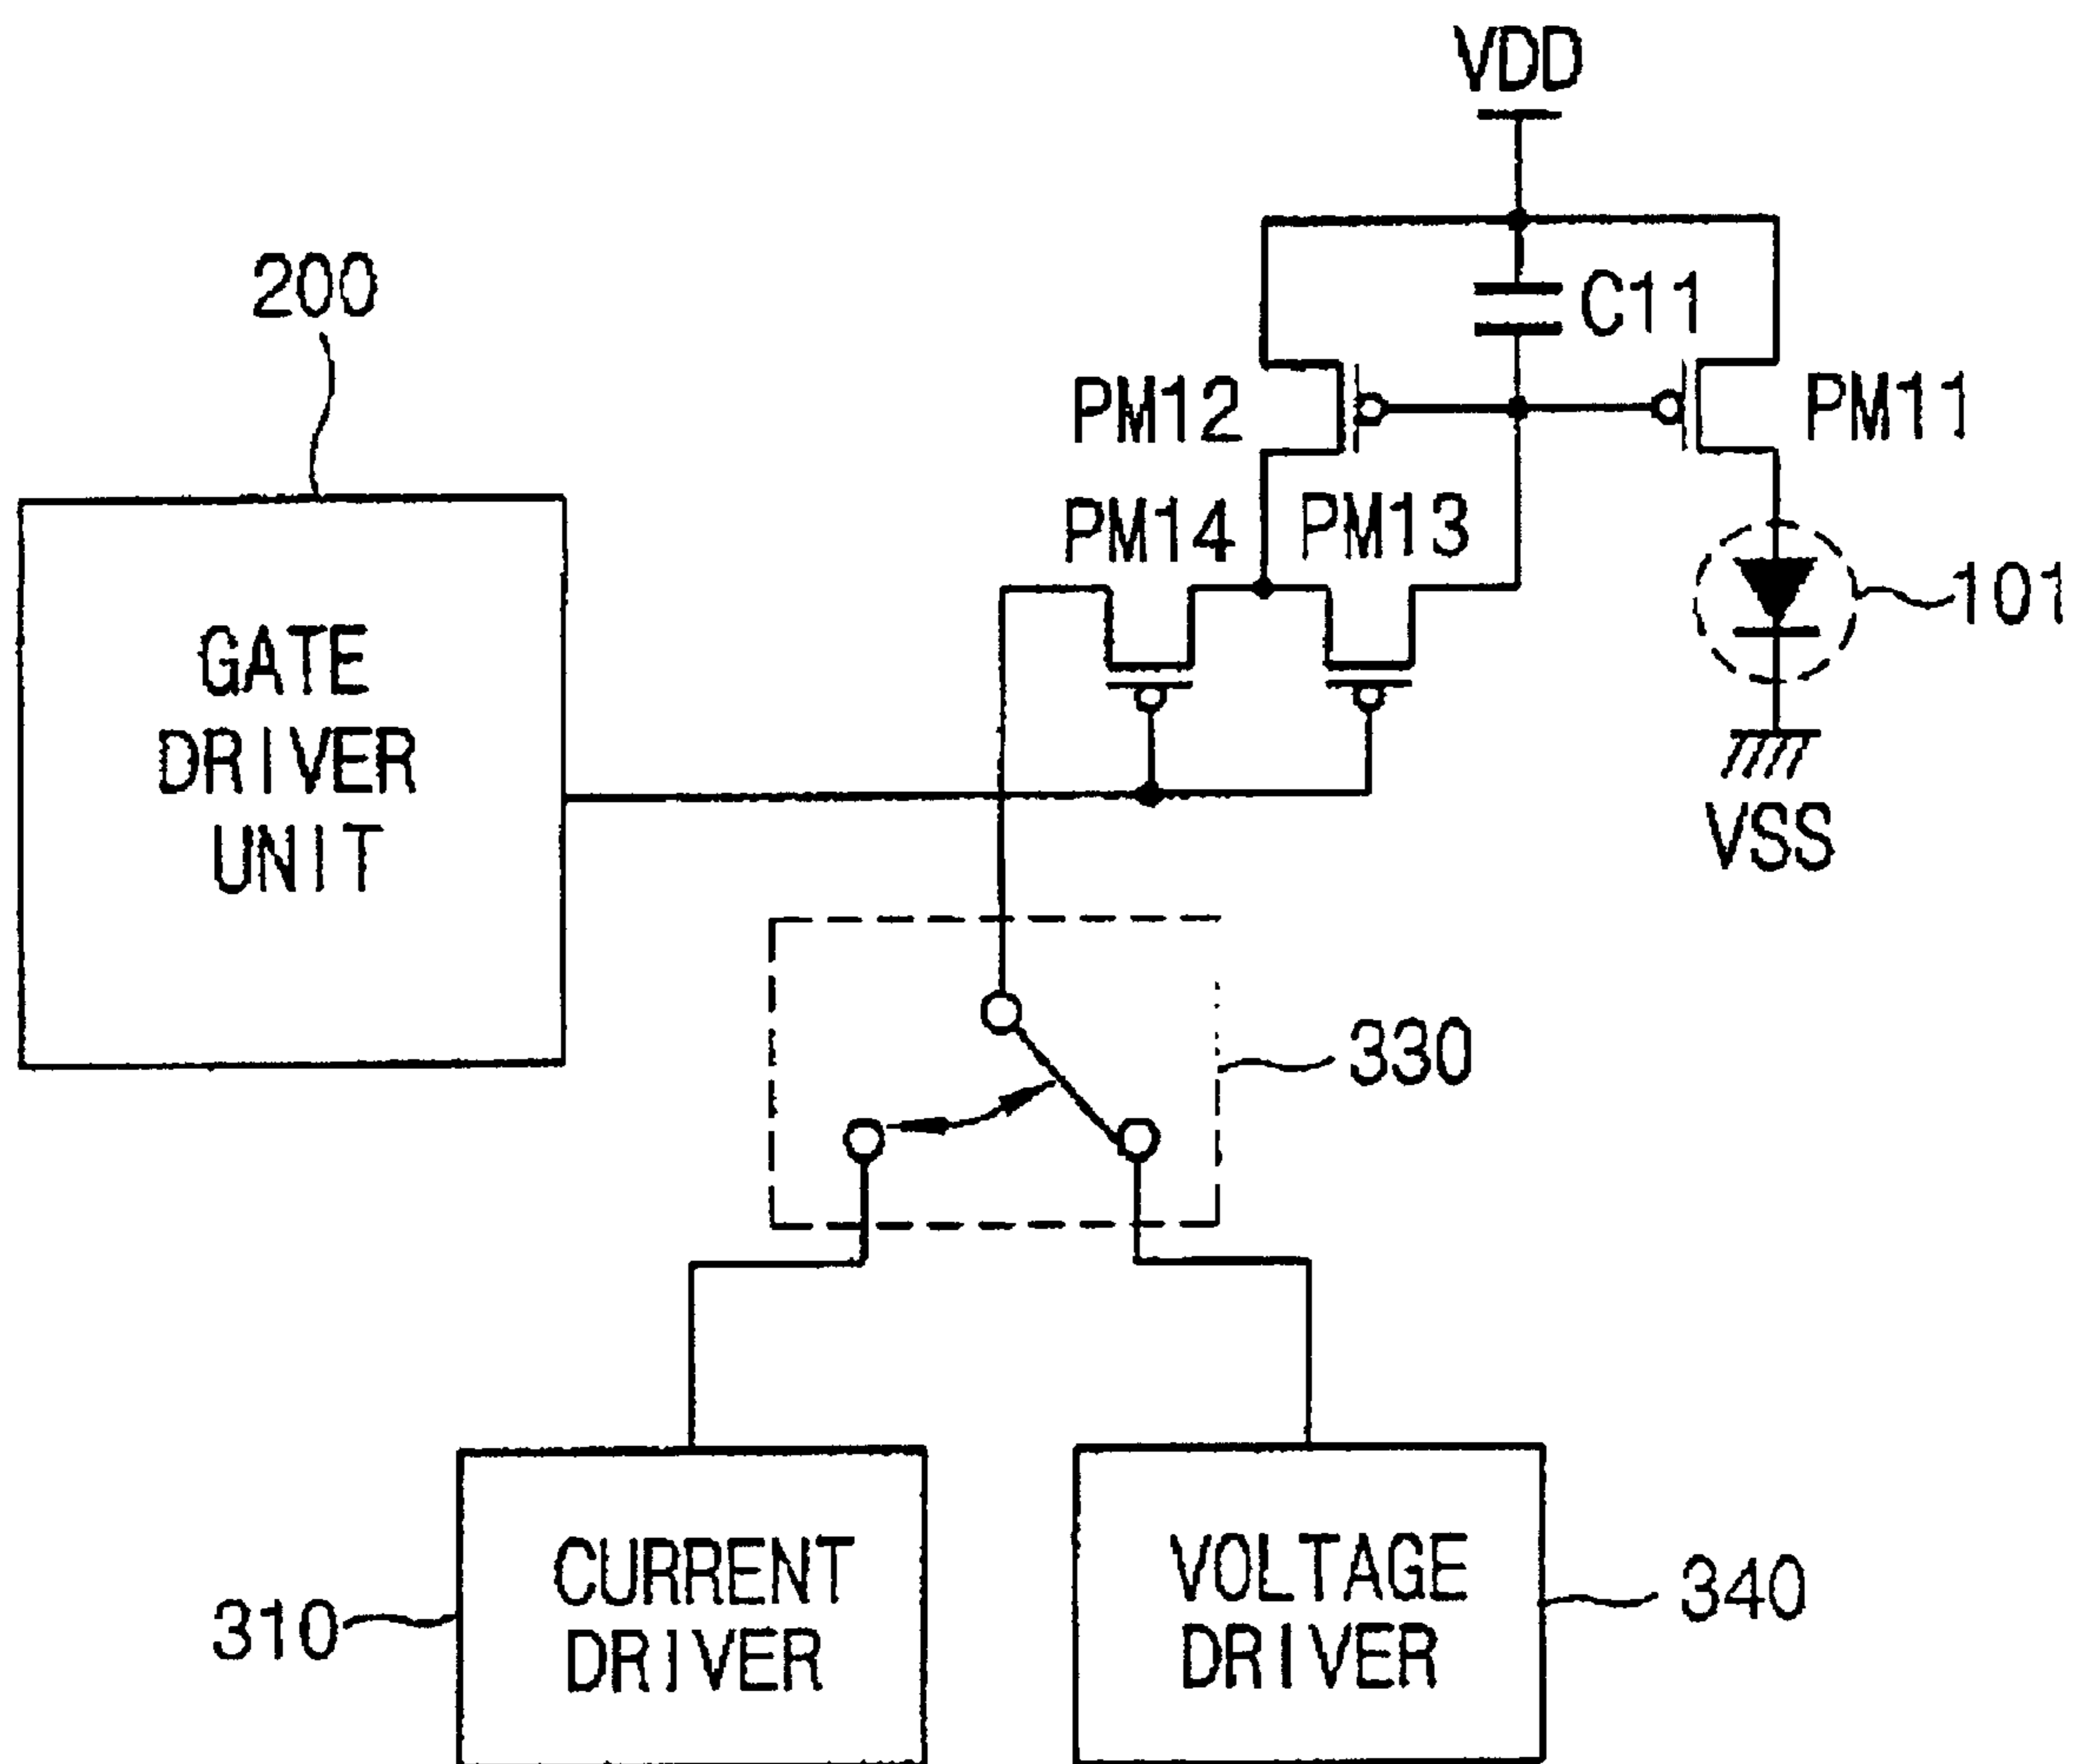 VDD
200
C11
PM12
PM11
PM14
PM13
101
GATE
DRIVER
UNIT
VSS
330
CURRENT
DRIVER
VOLTAGE
DRIVER
310
340